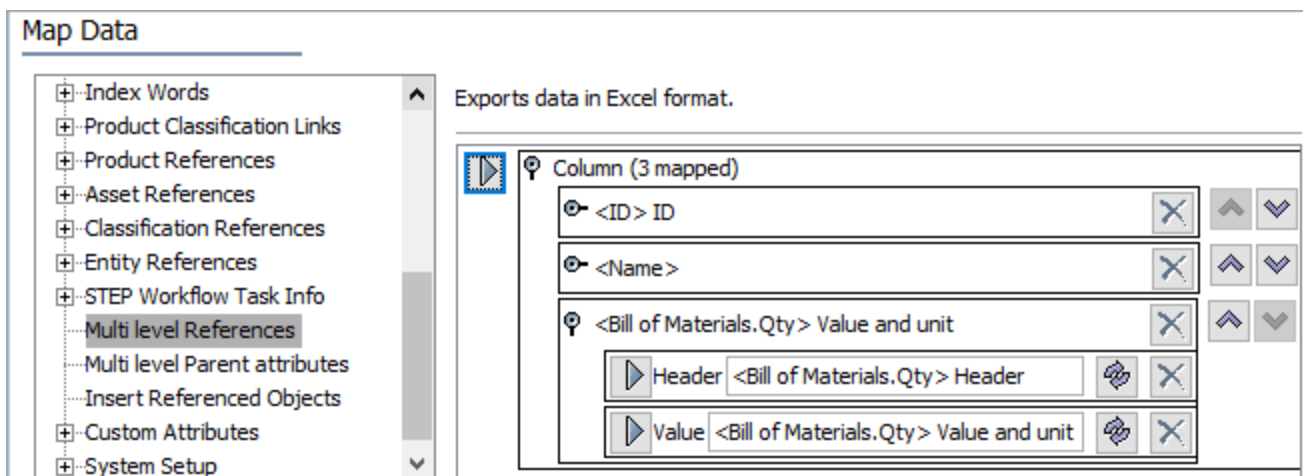 Map Data
Index Words
Product Classification Links
Product References
Asset References
Classification References
Entity References
STEP Workflow Task Info
Multi level References
Multi level Parent attributes
Insert Referenced Objects
Custom Attributes
System Setup
Exports data in Excel format.
Column (3 mapped)
<ID> ID
<Name>
<Bill of Materials.Qty> Value and unit
Header <Bill of Materials.Qty> Header
Value <Bill of Materials.Qty> Value and unit